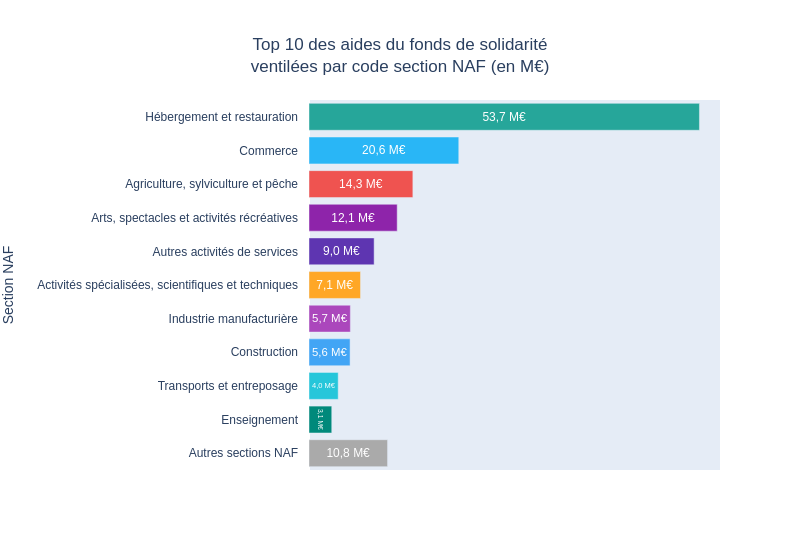 Top 10 des aides du fonds de solidarité
ventilées par code section NAF (en M€)
Section NAF
Hébergement et restauration 53,7 M€
Commerce 20,6 M€
Agriculture, sylviculture et pêche 14,3 M€
Arts, spectacles et activités récréatives 12,1 M€
Autres activités de services 9,0 M€
Activités spécialisées, scientifiques et techniques 7,1 M€
Industrie manufacturière 5,7 M€
Construction 5,6 M€
Transports et entreposage 4,0 M€
Enseignement 3,1 M€
Autres sections NAF 10,8 M€